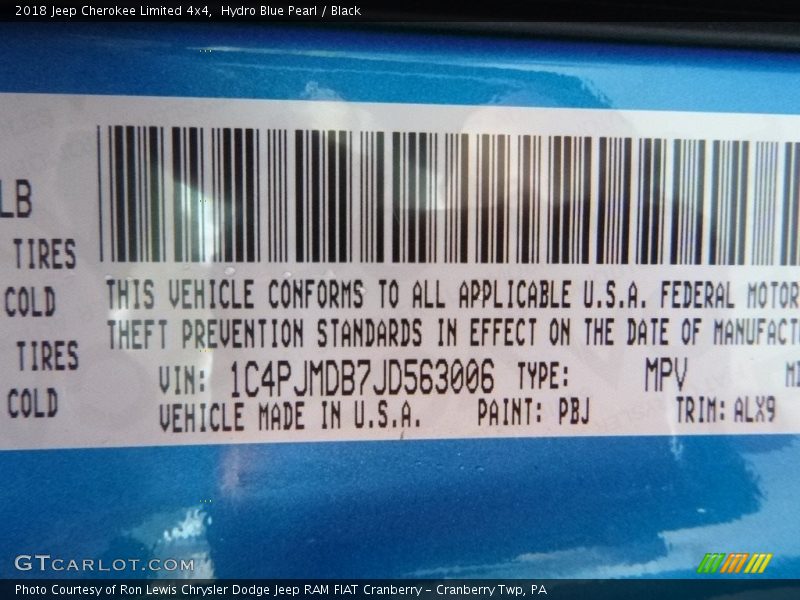 2018 Jeep Cherokee Limited 4x4, Hydro Blue Pearl / Black
LB
TIRES
COLD
TIRES
COLD
THIS VEHICLE CONFORMS TO ALL APPLICABLE U.S.A. FEDERAL MOTOR
THEFT PREVENTION STANDARDS IN EFFECT ON THE DATE OF MANUFACT
VIN: 1C4PJMDB7JD563006 TYPE: MPV
VEHICLE MADE IN U.S.A. PAINT: PBJ TRIM: ALX9
GTCARLOT.COM
Photo Courtesy of Ron Lewis Chrysler Dodge Jeep RAM FIAT Cranberry – Cranberry Twp, PA